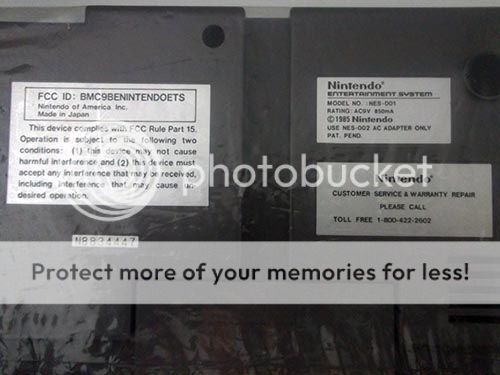 FCC ID: BMC9BENINTENDOETS
Nintendo of America Inc.
Made in Japan
This device complies with FCC Rule Part 15.
Operation is subject to the following two
conditions: (1) this device may not cause
harmful interference and (2) this device must
accept any interference that may be received,
including interference that may cause un-
desired operation.
N8834447
Nintendo®
ENTERTAINMENT SYSTEM™
MODEL NO.: NES-001
RATING: AC9V 850mA
©1985 Nintendo
USE NES-002 AC ADAPTER ONLY
PAT. PEND.
Nintendo®
CUSTOMER SERVICE & WARRANTY REPAIR
PLEASE CALL
TOLL FREE 1-800-422-2602
photobucket
Protect more of your memories for less!